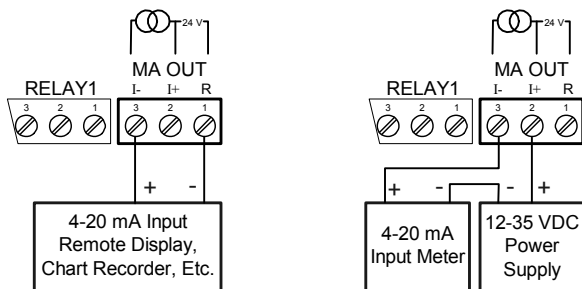 24 V
MA OUT
RELAY1 I- I+ R
3 2 1 3 2 1
+ -
4-20 mA Input
Remote Display,
Chart Recorder, Etc.
24 V
MA OUT
RELAY1 I- I+ R
3 2 1 3 2 1
+ - - +
4-20 mA
Input Meter
12-35 VDC
Power
Supply